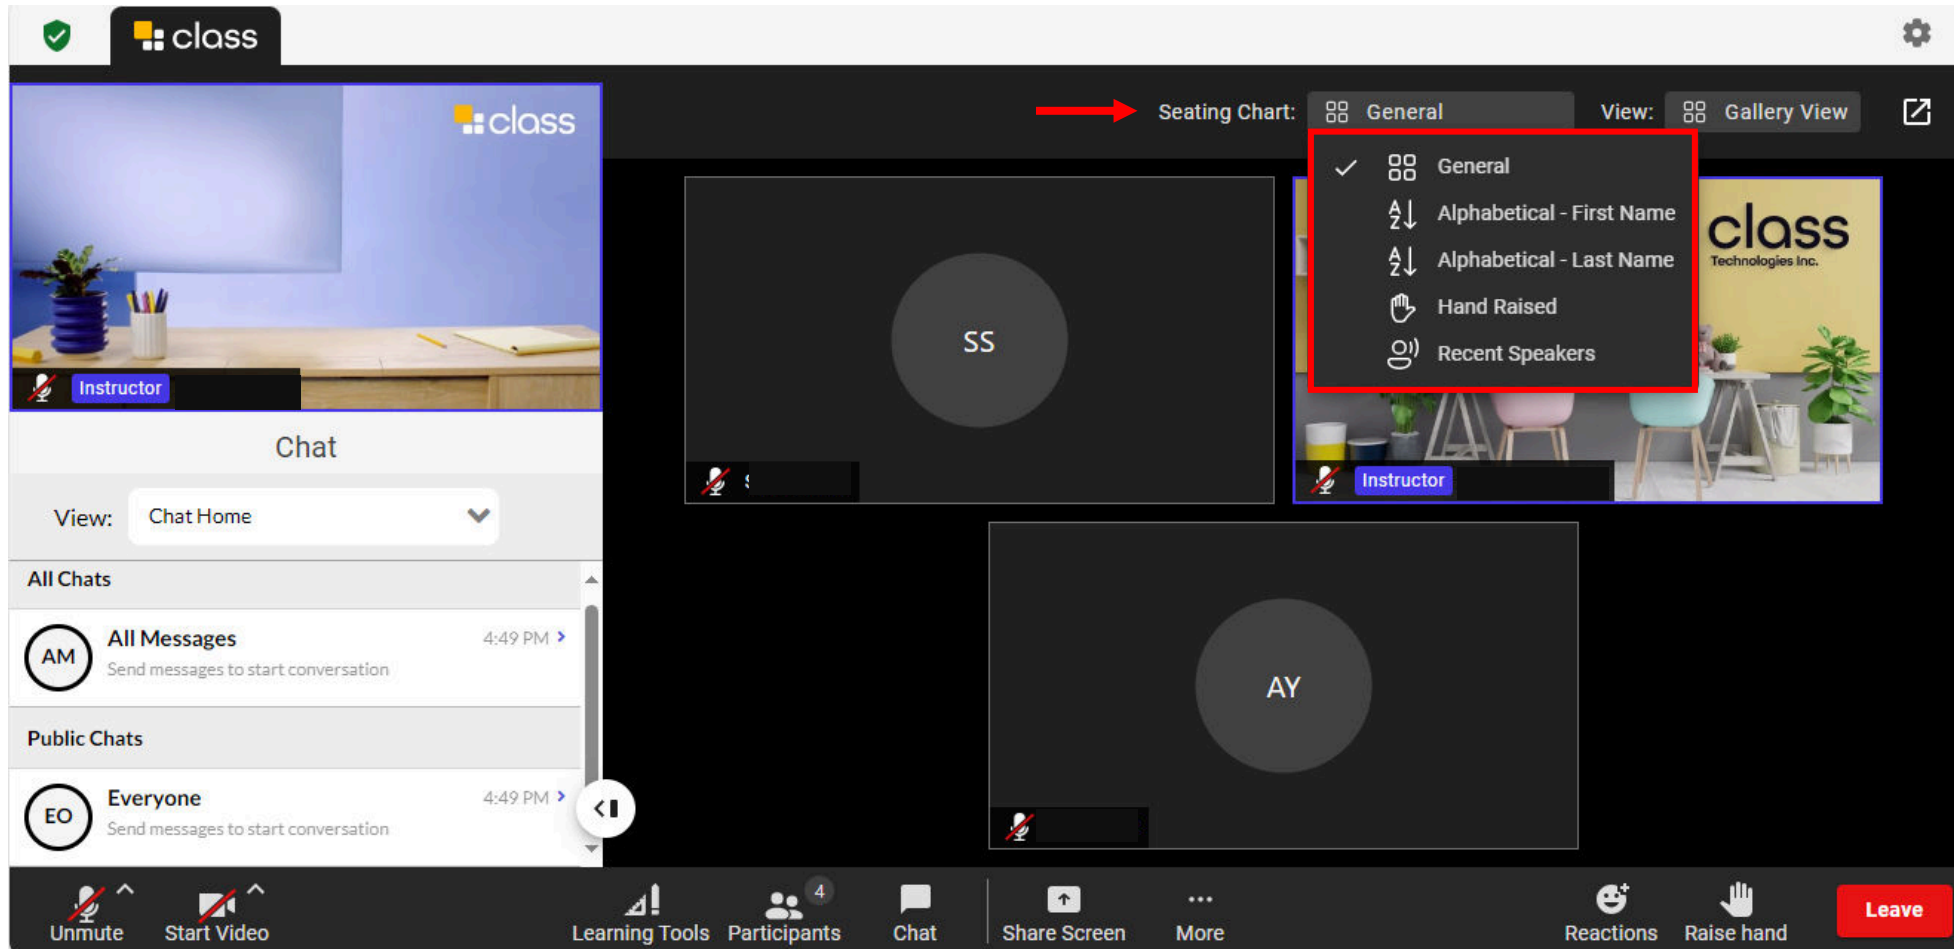 class
class
Instructor
Chat
View: Chat Home
All Chats
AM
All Messages
4:49 PM
Send messages to start conversation
Public Chats
EO
Everyone
4:49 PM
Send messages to start conversation
Seating Chart: General
View: Gallery View
General
Alphabetical - First Name
Alphabetical - Last Name
Hand Raised
Recent Speakers
SS
class
Technologies Inc.
Instructor
AY
Unmute
Start Video
Learning Tools
Participants
4
Chat
Share Screen
More
Reactions
Raise hand
Leave